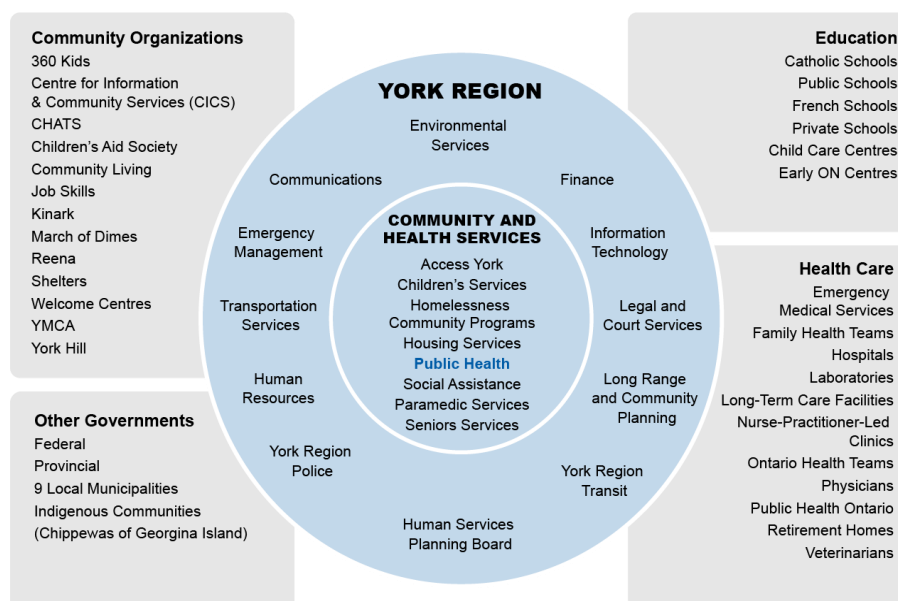 Community Organizations
360 Kids
Centre for Information
& Community Services (CICS)
CHATS
Children's Aid Society
Community Living
Job Skills
Kinark
March of Dimes
Reena
Shelters
Welcome Centres
YMCA
York Hill
Other Governments
Federal
Provincial
9 Local Municipalities
Indigenous Communities
(Chippewas of Georgina Island)
YORK REGION
Environmental
Services
Communications
Finance
Emergency
Management
Information
Technology
Transportation
Services
Legal and
Court Services
Human
Resources
Long Range
and Community
Planning
York Region
Police
York Region
Transit
Human Services
Planning Board
COMMUNITY AND
HEALTH SERVICES
Access York
Children's Services
Homelessness
Community Programs
Housing Services
Public Health
Social Assistance
Paramedic Services
Seniors Services
Education
Catholic Schools
Public Schools
French Schools
Private Schools
Child Care Centres
Early ON Centres
Health Care
Emergency
Medical Services
Family Health Teams
Hospitals
Laboratories
Long-Term Care Facilities
Nurse-Practitioner-Led
Clinics
Ontario Health Teams
Physicians
Public Health Ontario
Retirement Homes
Veterinarians